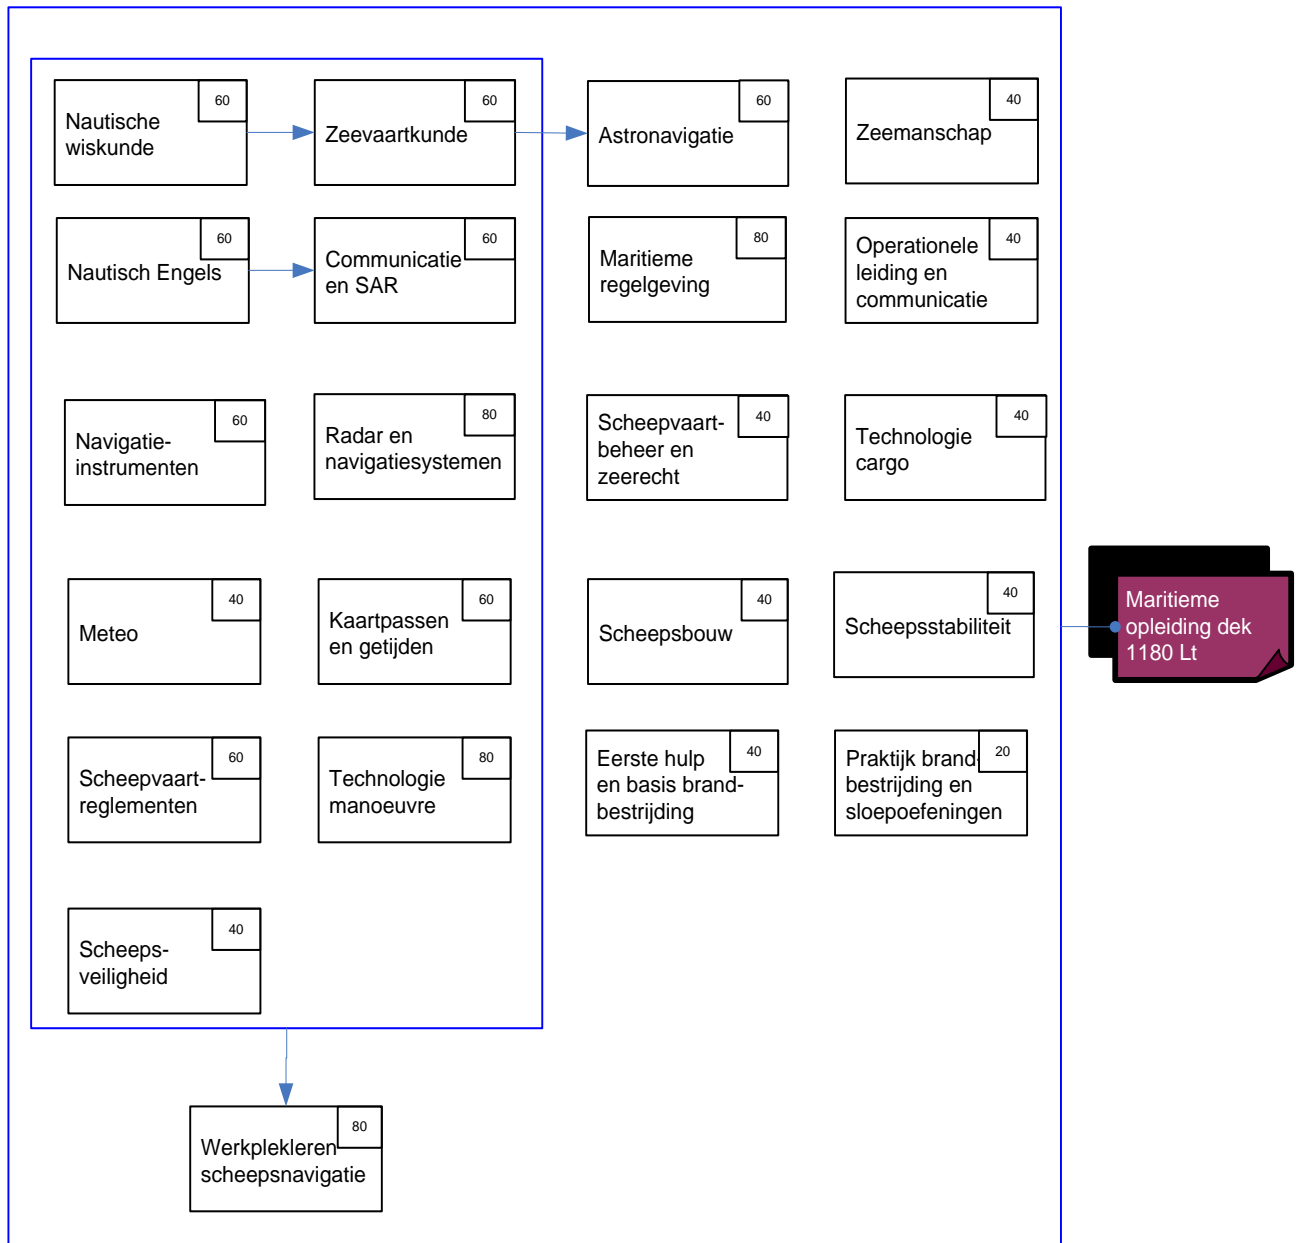 60
Nautische
wiskunde
60
Zeevaartkunde
60
Astronavigatie
40
Zeemanschap
60
Nautisch Engels
60
Communicatie
en SAR
80
Maritieme
regelgeving
40
Operationele
leiding en
communicatie
60
Navigatie-
instrumenten
80
Radar en
navigatiesystemen
40
Scheepvaart-
beheer en
zeerecht
40
Technologie
cargo
40
Meteo
60
Kaartpassen
en getijden
40
Scheepsbouw
40
Scheepsstabiliteit
Maritieme
opleiding dek
1180 Lt
60
Scheepvaart-
reglementen
80
Technologie
manoeuvre
40
Eerste hulp
en basis brand-
bestrijding
20
Praktijk brand-
bestrijding en
sloepoefeningen
40
Scheeps-
veiligheid
80
Werkplekleren
scheepsnavigatie